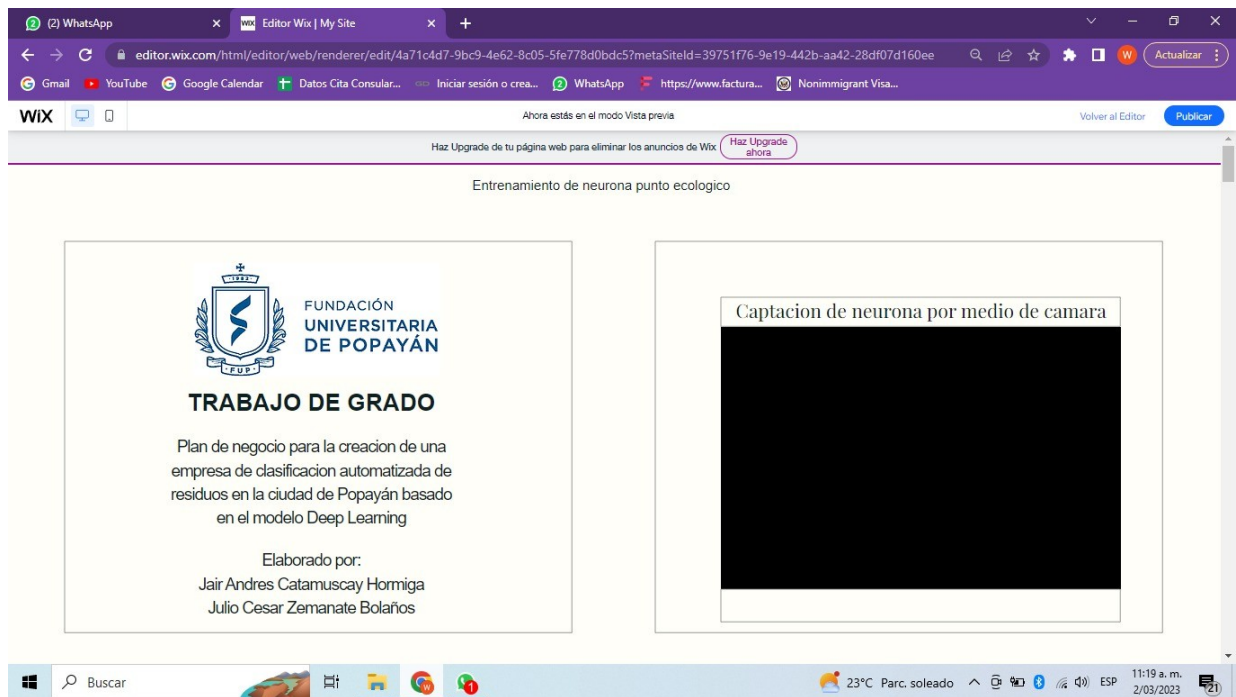 (2) WhatsApp
Editor Wix | My Site
editor.wix.com/html/editor/web/renderer/edit/4a71c4d7-9bc9-4e62-8c05-5fe778d0bdc5?metaSiteId=39751f76-9e19-442b-aa42-28df07d160ee
W
Actualizar
Gmail YouTube Google Calendar Datos Cita Consular... Iniciar sesión o crea... WhatsApp https://www.factura... Nonimmigrant Visa...
WiX
Ahora estás en el modo Vista previa
Volver al Editor
Publicar
Haz Upgrade de tu página web para eliminar los anuncios de Wix
Haz Upgrade
ahora
Entrenamiento de neurona punto ecologico
·1982·
FUNDACIÓN
UNIVERSITARIA
DE POPAYÁN
·FUP·
TRABAJO DE GRADO
Plan de negocio para la creacion de una
empresa de clasificacion automatizada de
residuos en la ciudad de Popayán basado
en el modelo Deep Learning
Elaborado por:
Jair Andres Catamuscay Hormiga
Julio Cesar Zemanate Bolaños
Captacion de neurona por medio de camara
Buscar
23°C Parc. soleado
ESP
11:19 a. m.
2/03/2023
21